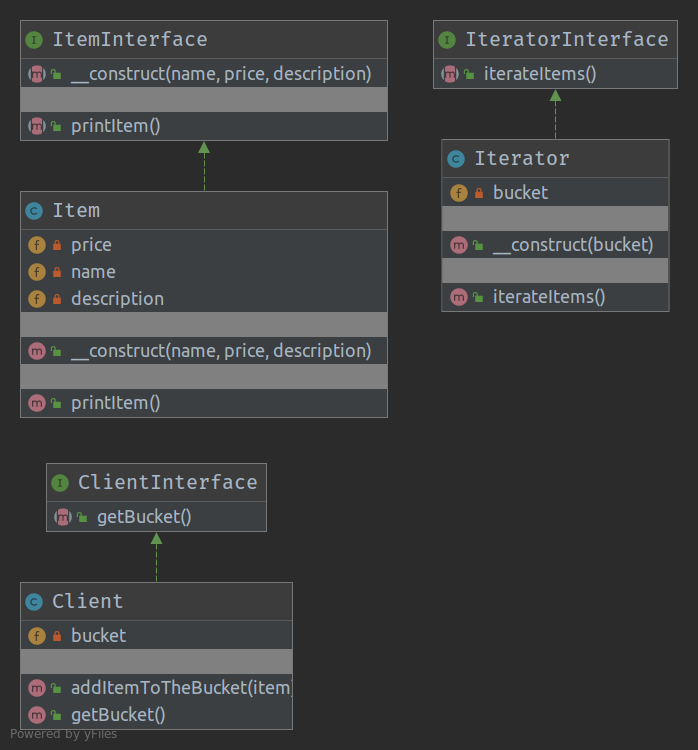 ItemInterface
__construct(name, price, description)
printItem()
Item
price
name
description
__construct(name, price, description)
printItem()
IteratorInterface
iterateItems()
Iterator
bucket
__construct(bucket)
iterateItems()
ClientInterface
getBucket()
Client
bucket
addItemToTheBucket(item
getBucket()
Powered by yFiles